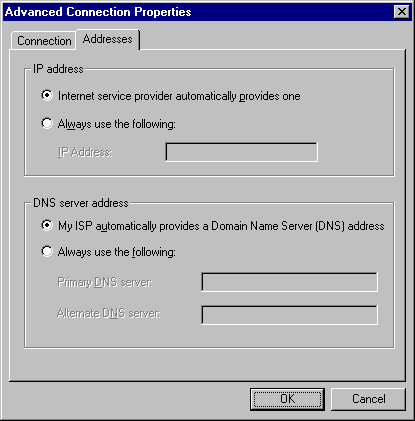 Advanced Connection Properties
Connection
Addresses
IP address
Internet service provider automatically provides one
Always use the following:
IP Address:
DNS server address
My ISP automatically provides a Domain Name Server (DNS) address
Always use the following:
Primary DNS server:
Alternate DNS server:
OK
Cancel